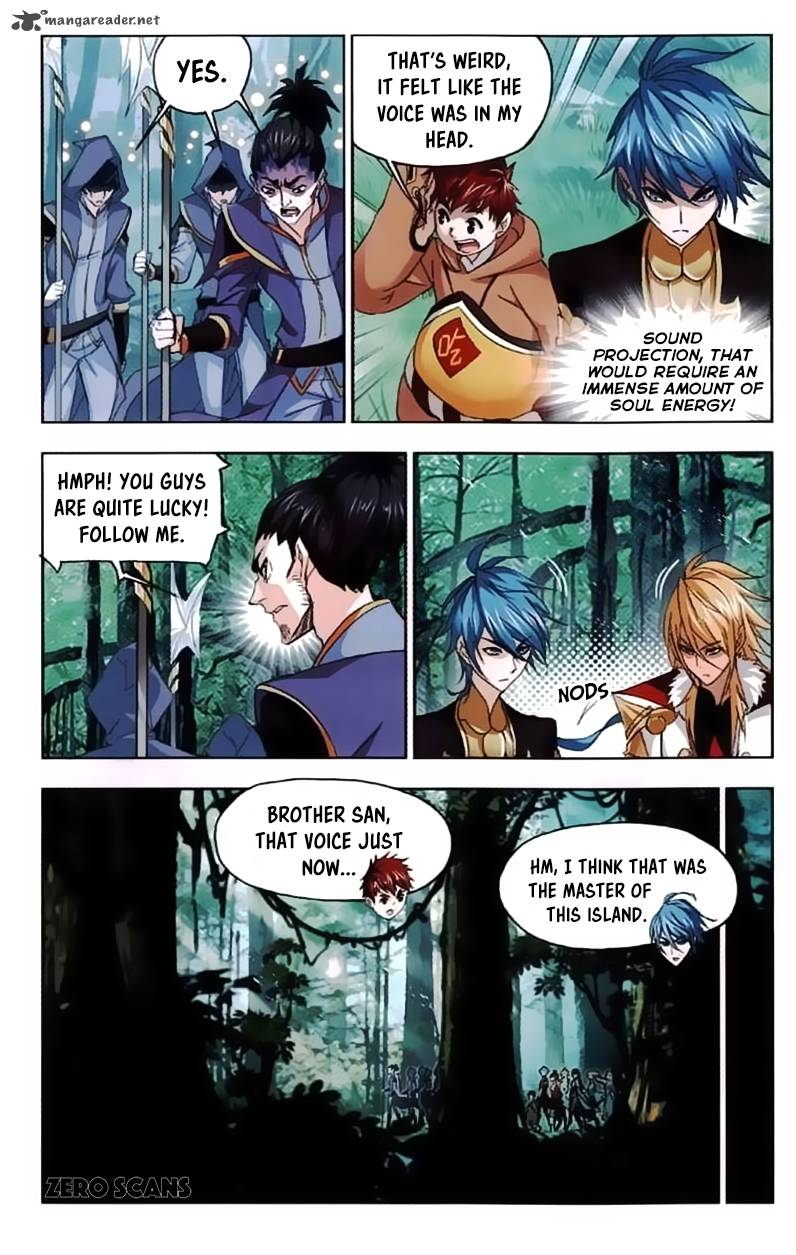 mangareader.net
YES.
THAT'S WEIRD,
IT FELT LIKE THE
VOICE WAS IN MY
HEAD.
SOUND
PROJECTION, THAT
WOULD REQUIRE AN
IMMENSE AMOUNT OF
SOUL ENERGY!
HMPH! YOU GUYS
ARE QUITE LUCKY!
FOLLOW ME.
NODS
BROTHER SAN,
THAT VOICE JUST
NOW...
HM, I THINK THAT WAS
THE MASTER OF
THIS ISLAND.
ZERO SCANS